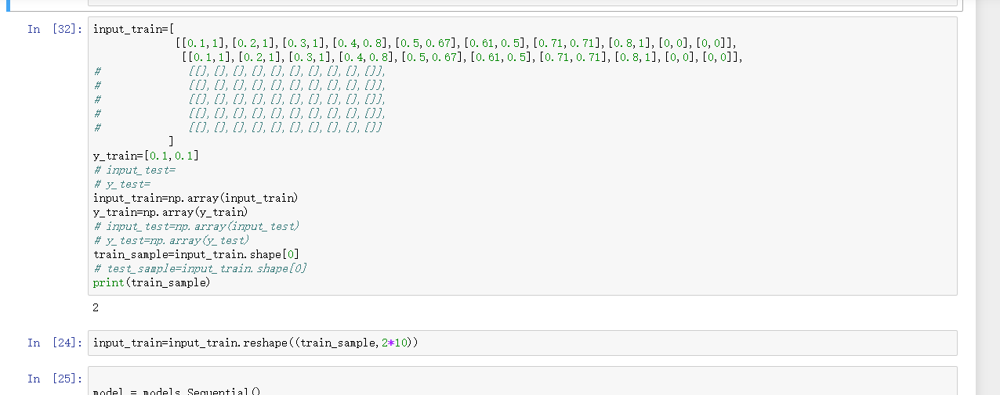 In [32]:
input_train=[
[[0.1,1],[0.2,1],[0.3,1],[0.4,0.8],[0.5,0.67],[0.61,0.5],[0.71,0.71],[0.8,1],[0,0],[0,0]],
[[0.1,1],[0.2,1],[0.3,1],[0.4,0.8],[0.5,0.67],[0.61,0.5],[0.71,0.71],[0.8,1],[0,0],[0,0]],
# [[],[],[],[],[],[],[],[],[],[]],
# [[],[],[],[],[],[],[],[],[],[]],
# [[],[],[],[],[],[],[],[],[],[]],
# [[],[],[],[],[],[],[],[],[],[]],
# [[],[],[],[],[],[],[],[],[],[]]
]
y_train=[0.1,0.1]
# input_test=
# y_test=
input_train=np.array(input_train)
y_train=np.array(y_train)
# input_test=np.array(input_test)
# y_test=np.array(y_test)
train_sample=input_train.shape[0]
# test_sample=input_train.shape[0]
print(train_sample)
2
In [24]:
input_train=input_train.reshape((train_sample,2*10))
In [25]:
model = models.Sequential()